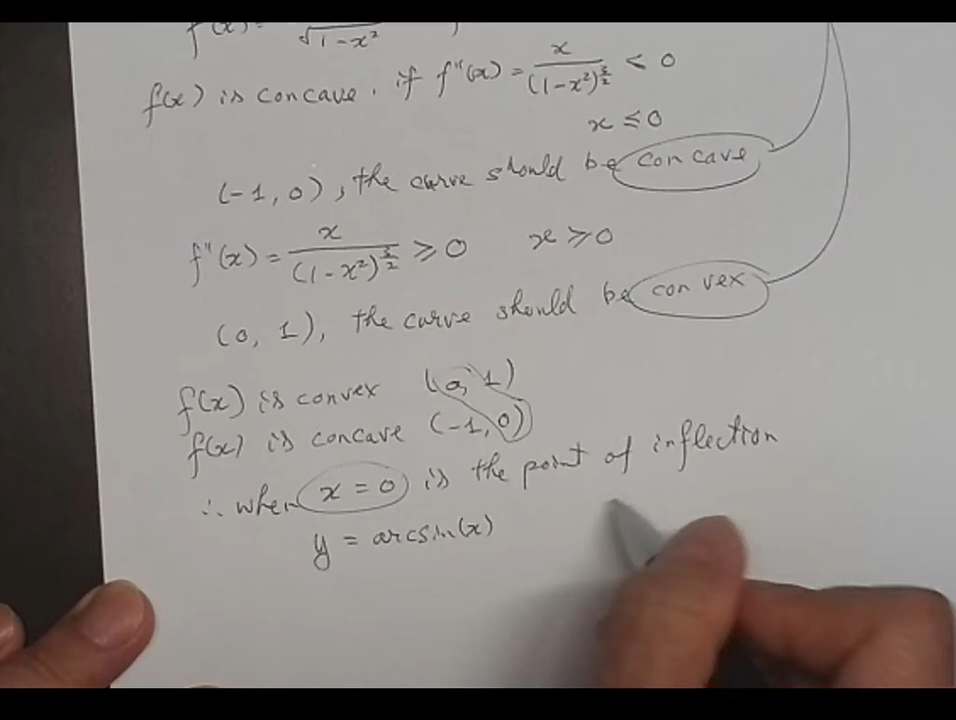 f'(x) = / √1-x²
f(x) is concave, if f"(x) = x/(1-x²)^3/2 < 0
x ≤ 0
(-1, 0), the curve should be concave
f"(x) = x/(1-x²)^3/2 ≥ 0 x ≥ 0
(0, 1), the curve should be convex
f(x) is convex (0, 1)
f(x) is concave (-1, 0)
∴ when x = 0 is the point of inflection
y = arcsin(x)